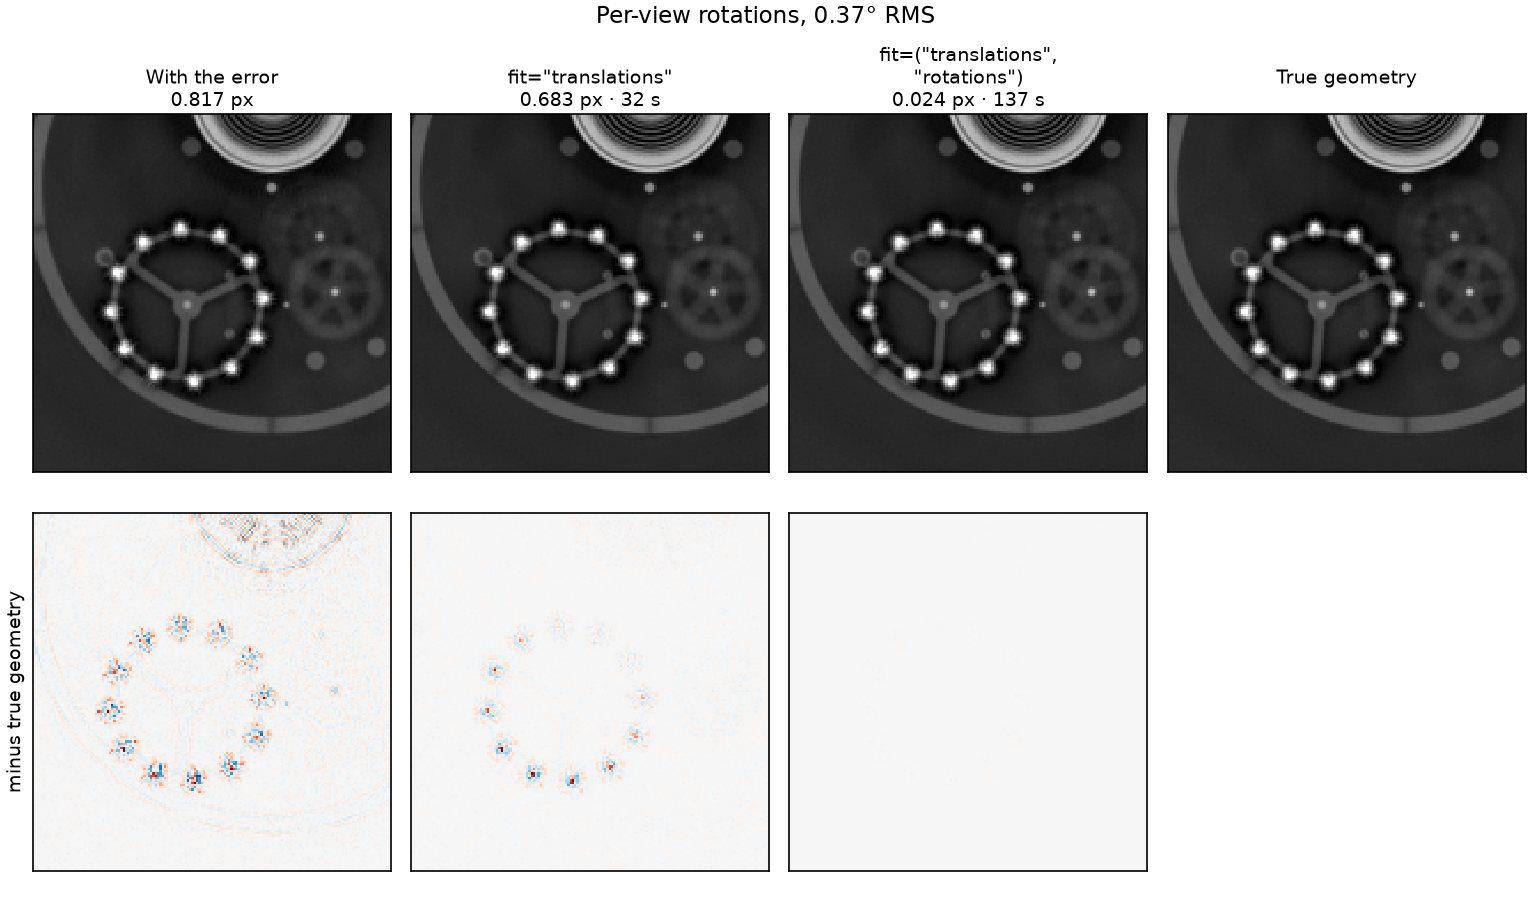 Per-view rotations, 0.37° RMS
With the error
0.817 px
fit="translations"
0.683 px · 32 s
fit=("translations",
"rotations")
0.024 px · 137 s
True geometry
minus true geometry